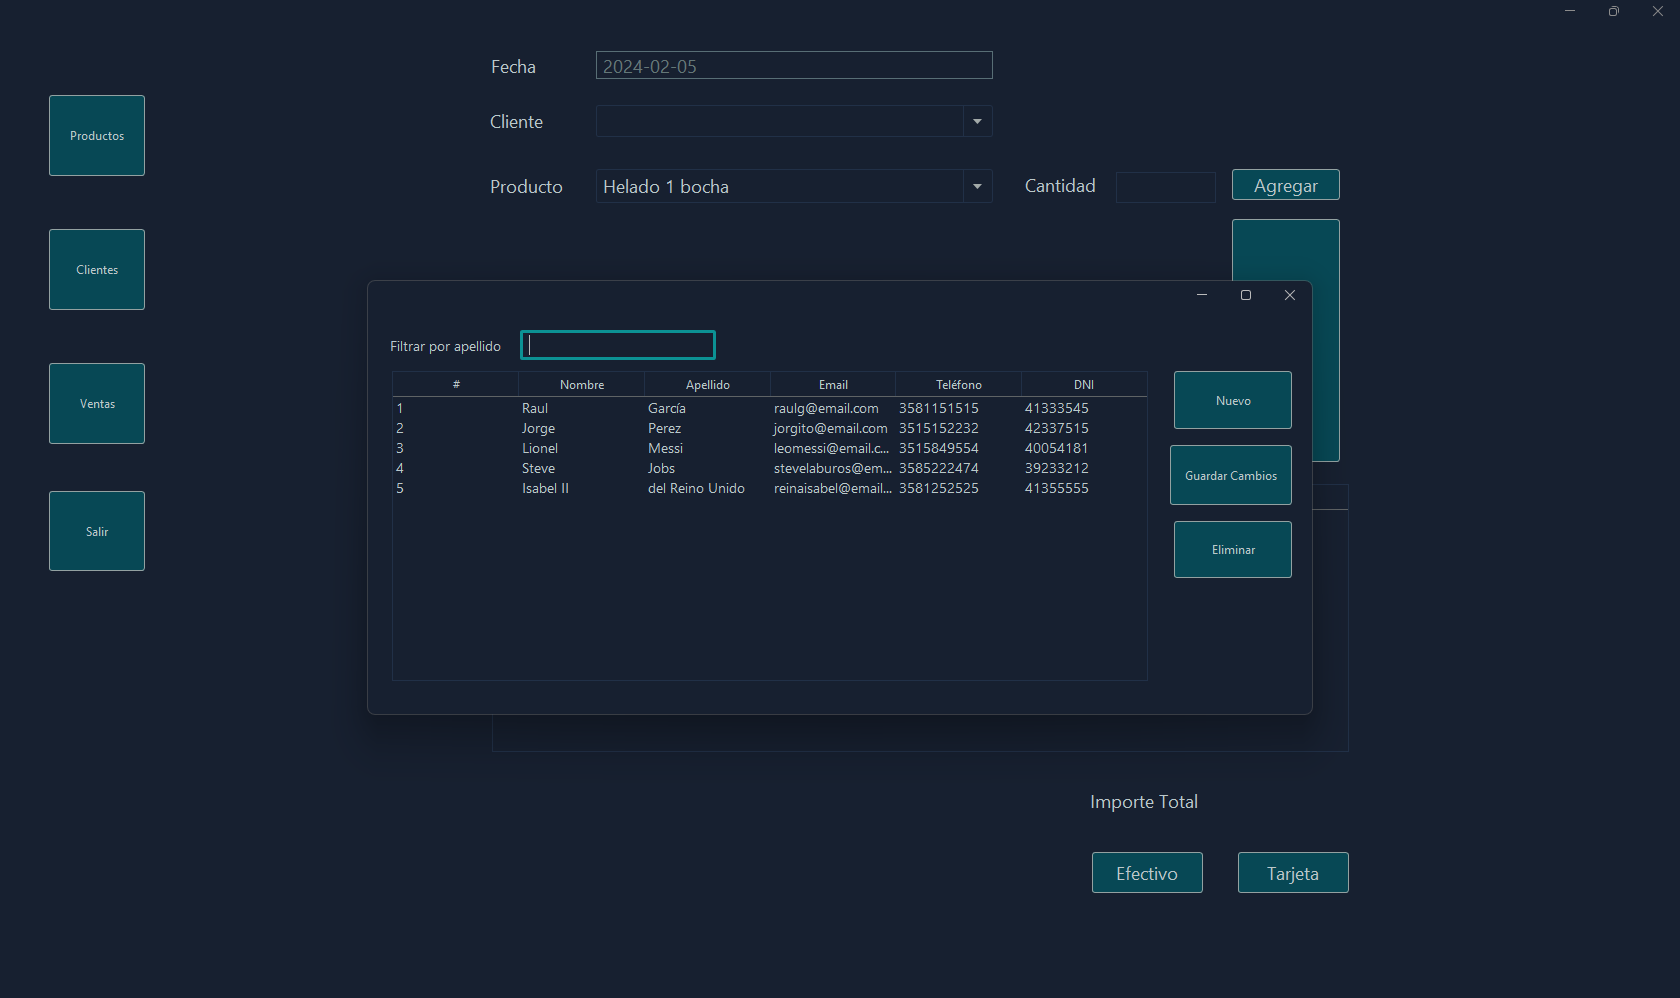 Fecha 2024-02-05
Cliente
Producto Helado 1 bocha Cantidad Agregar
Productos
Clientes
Ventas
Salir
Filtrar por apellido
# Nombre Apellido Email Teléfono DNI
1 Raul García raulg@email.com 3581151515 41333545
2 Jorge Perez jorgito@email.com 3515152232 42337515
3 Lionel Messi leomessi@email.c... 3515849554 40054181
4 Steve Jobs stevelaburos@em... 3585222474 39233212
5 Isabel II del Reino Unido reinaisabel@email... 3581252525 41355555
Nuevo
Guardar Cambios
Eliminar
Importe Total
Efectivo Tarjeta